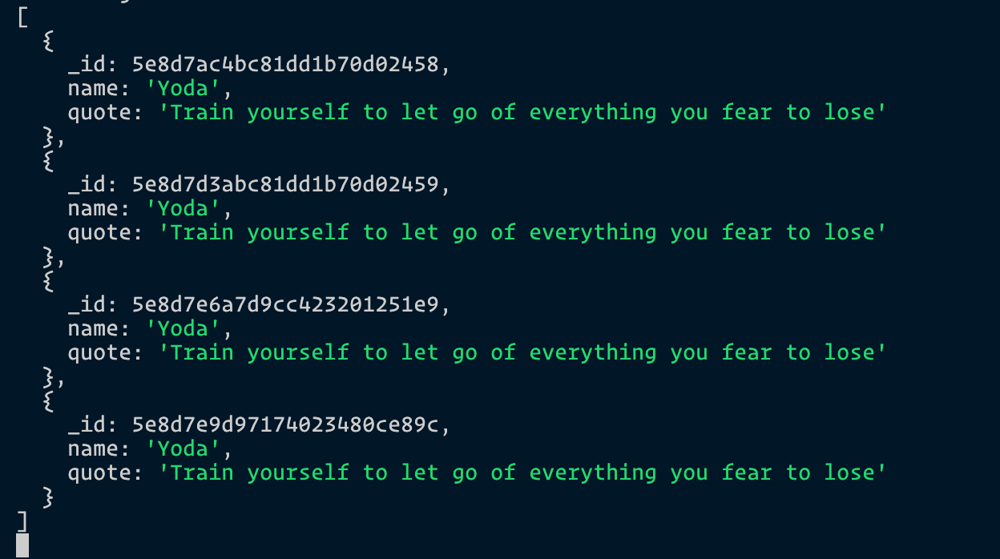 [
  {
    _id: 5e8d7ac4bc81dd1b70d02458,
    name: 'Yoda',
    quote: 'Train yourself to let go of everything you fear to lose'
  },
  {
    _id: 5e8d7d3abc81dd1b70d02459,
    name: 'Yoda',
    quote: 'Train yourself to let go of everything you fear to lose'
  },
  {
    _id: 5e8d7e6a7d9cc423201251e9,
    name: 'Yoda',
    quote: 'Train yourself to let go of everything you fear to lose'
  },
  {
    _id: 5e8d7e9d97174023480ce89c,
    name: 'Yoda',
    quote: 'Train yourself to let go of everything you fear to lose'
  }
]